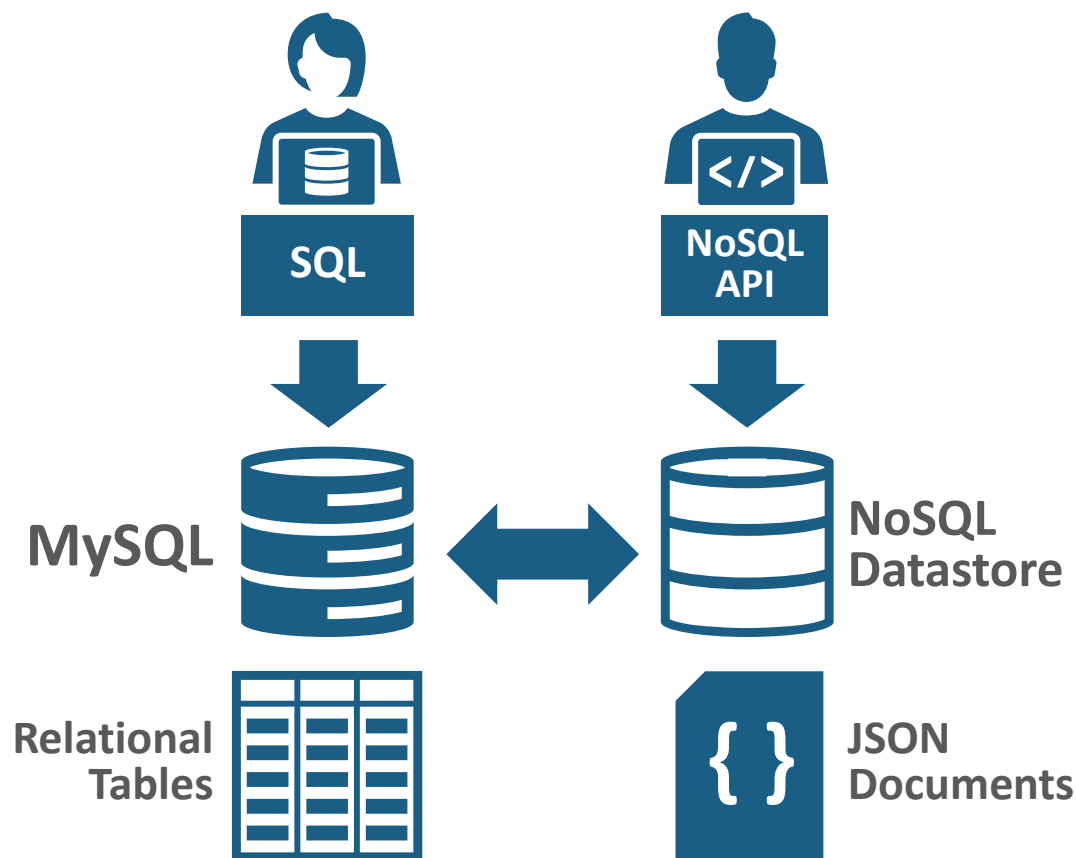 </>
SQL
NoSQL
API
MySQL
NoSQL
Datastore
Relational
Tables
{ }
JSON
Documents